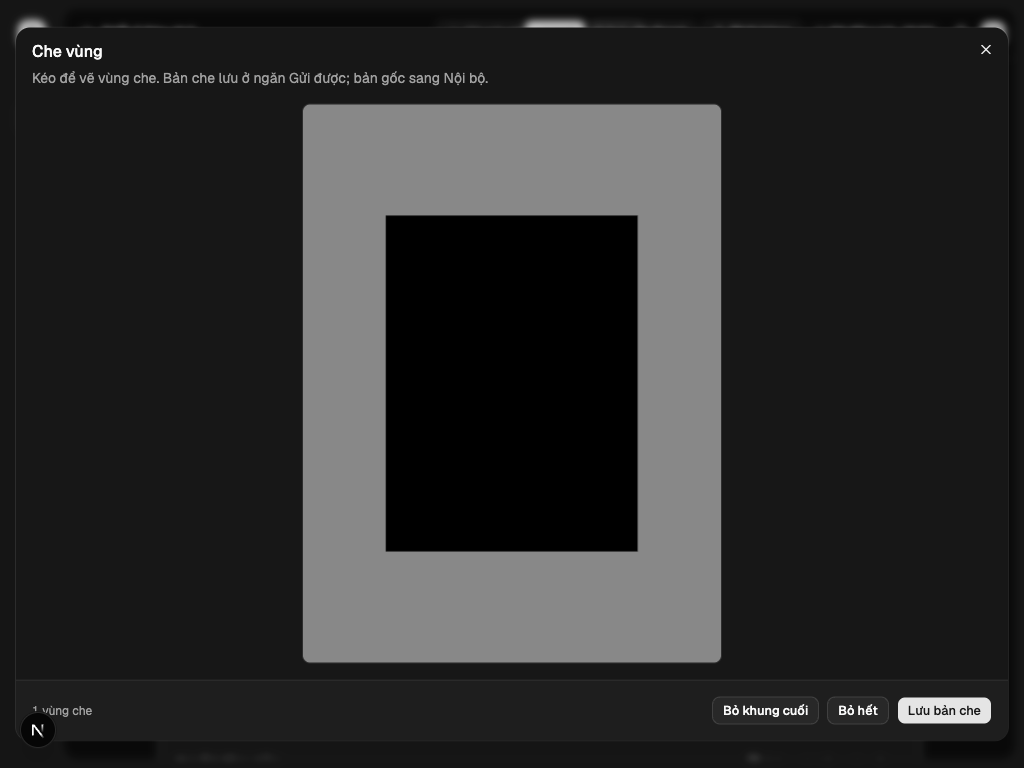 Che vùng
Kéo để vẽ vùng che. Bản che lưu ở ngăn Gửi được; bản gốc sang Nội bộ.
1 vùng che
N
Bỏ khung cuối
Bỏ hết
Lưu bản che